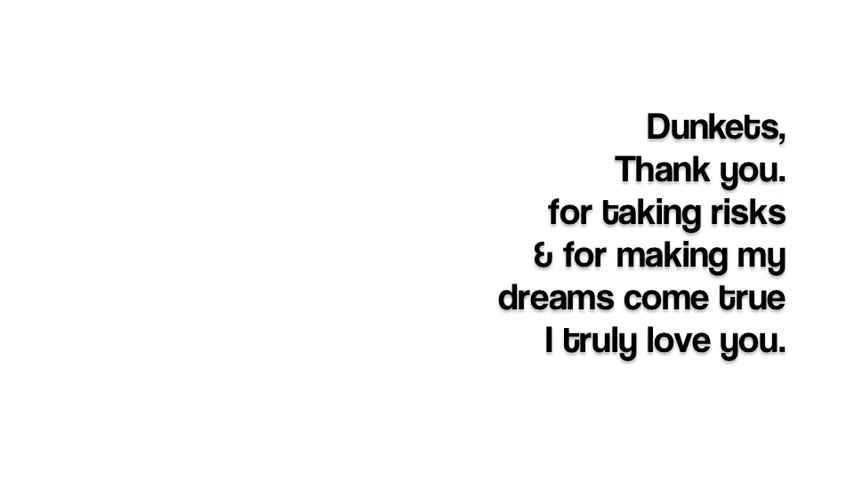 Dunkets,
Thank you.
for taking risks
& for making my
dreams come true
I truly love you.